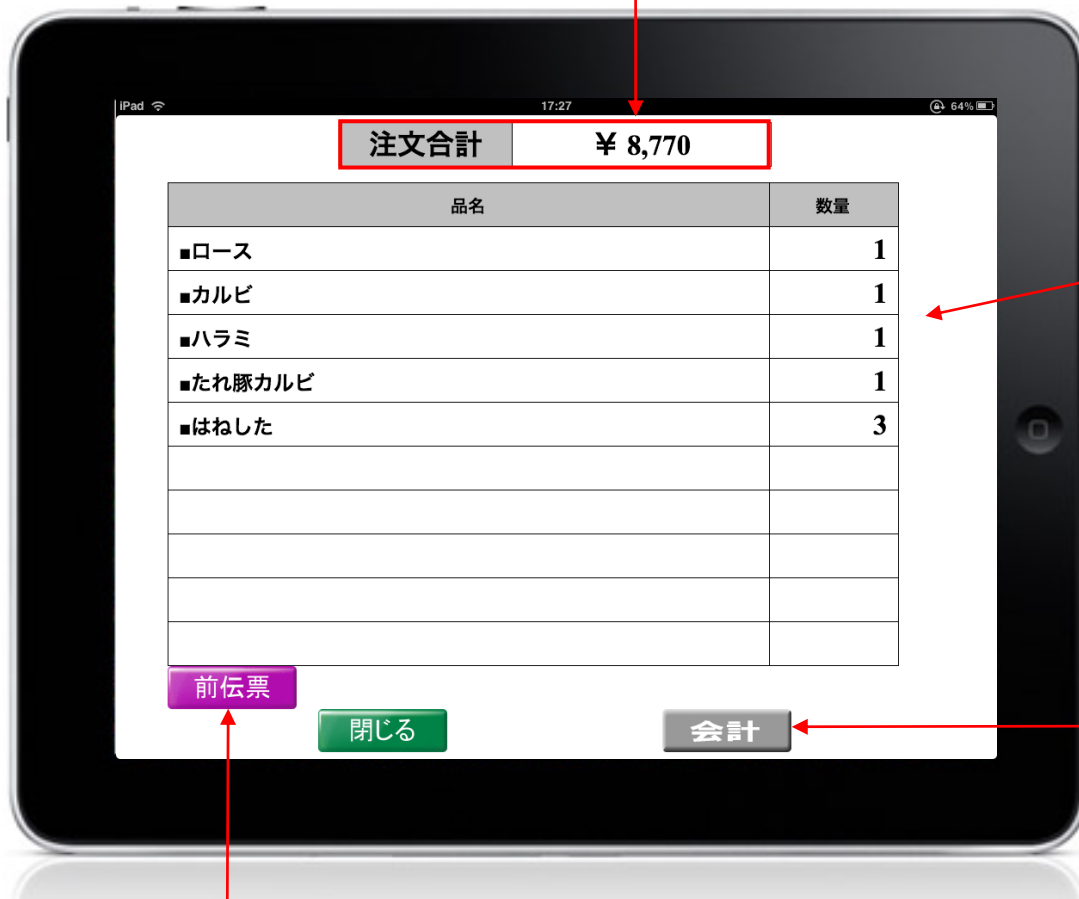 iPad 17:27 64%
注文合計 ¥ 8,770
品名 数量
■ロース 1
■カルビ 1
■ハラミ 1
■たれ豚カルビ 1
■はねした 3
前伝票
閉じる 会計